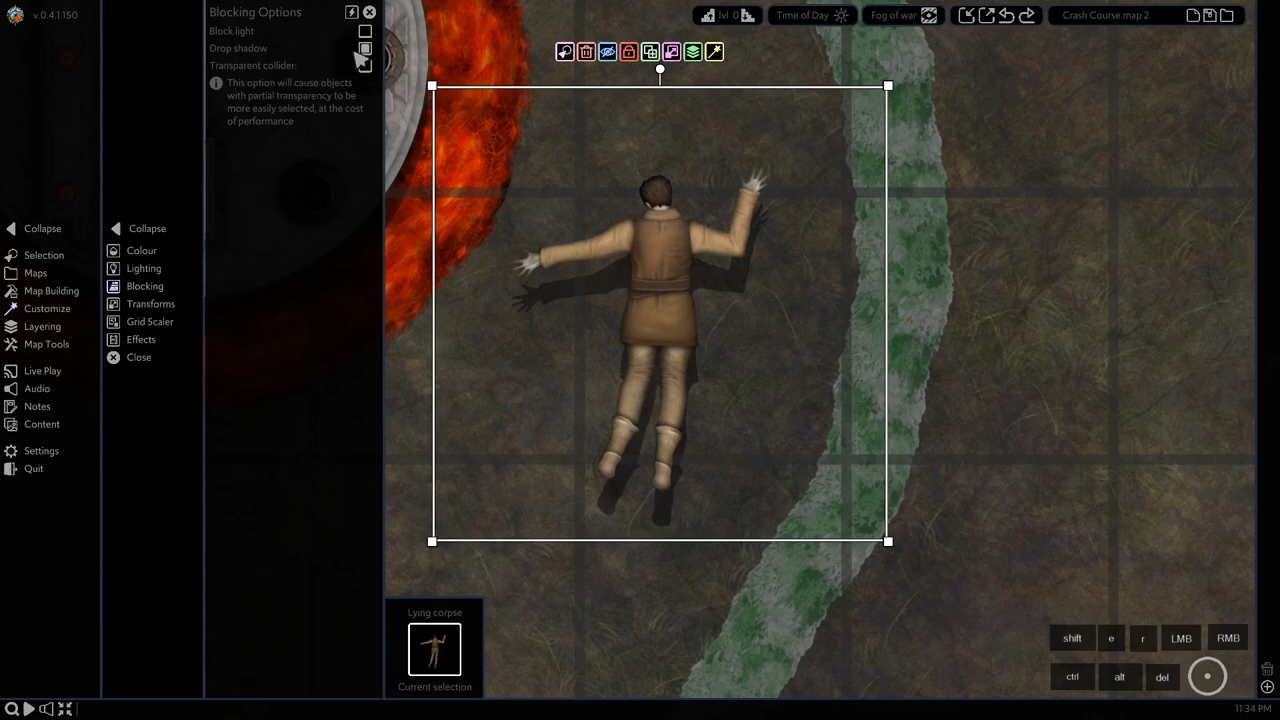 v.0.4.1.150
Blocking Options
Block light
Drop shadow
Transparent collider:
This option will cause objects
with partial transparency to be
more easily selected, at the cost
of performance
lvl 0
Time of Day
Fog of war
Crash Course map 2
Collapse
Selection
Maps
Map Building
Customize
Layering
Map Tools
Live Play
Audio
Notes
Content
Settings
Quit
Collapse
Colour
Lighting
Blocking
Transforms
Grid Scaler
Effects
Close
Lying corpse
Current selection
shift e r LMB RMB
ctrl alt del
11:34 PM